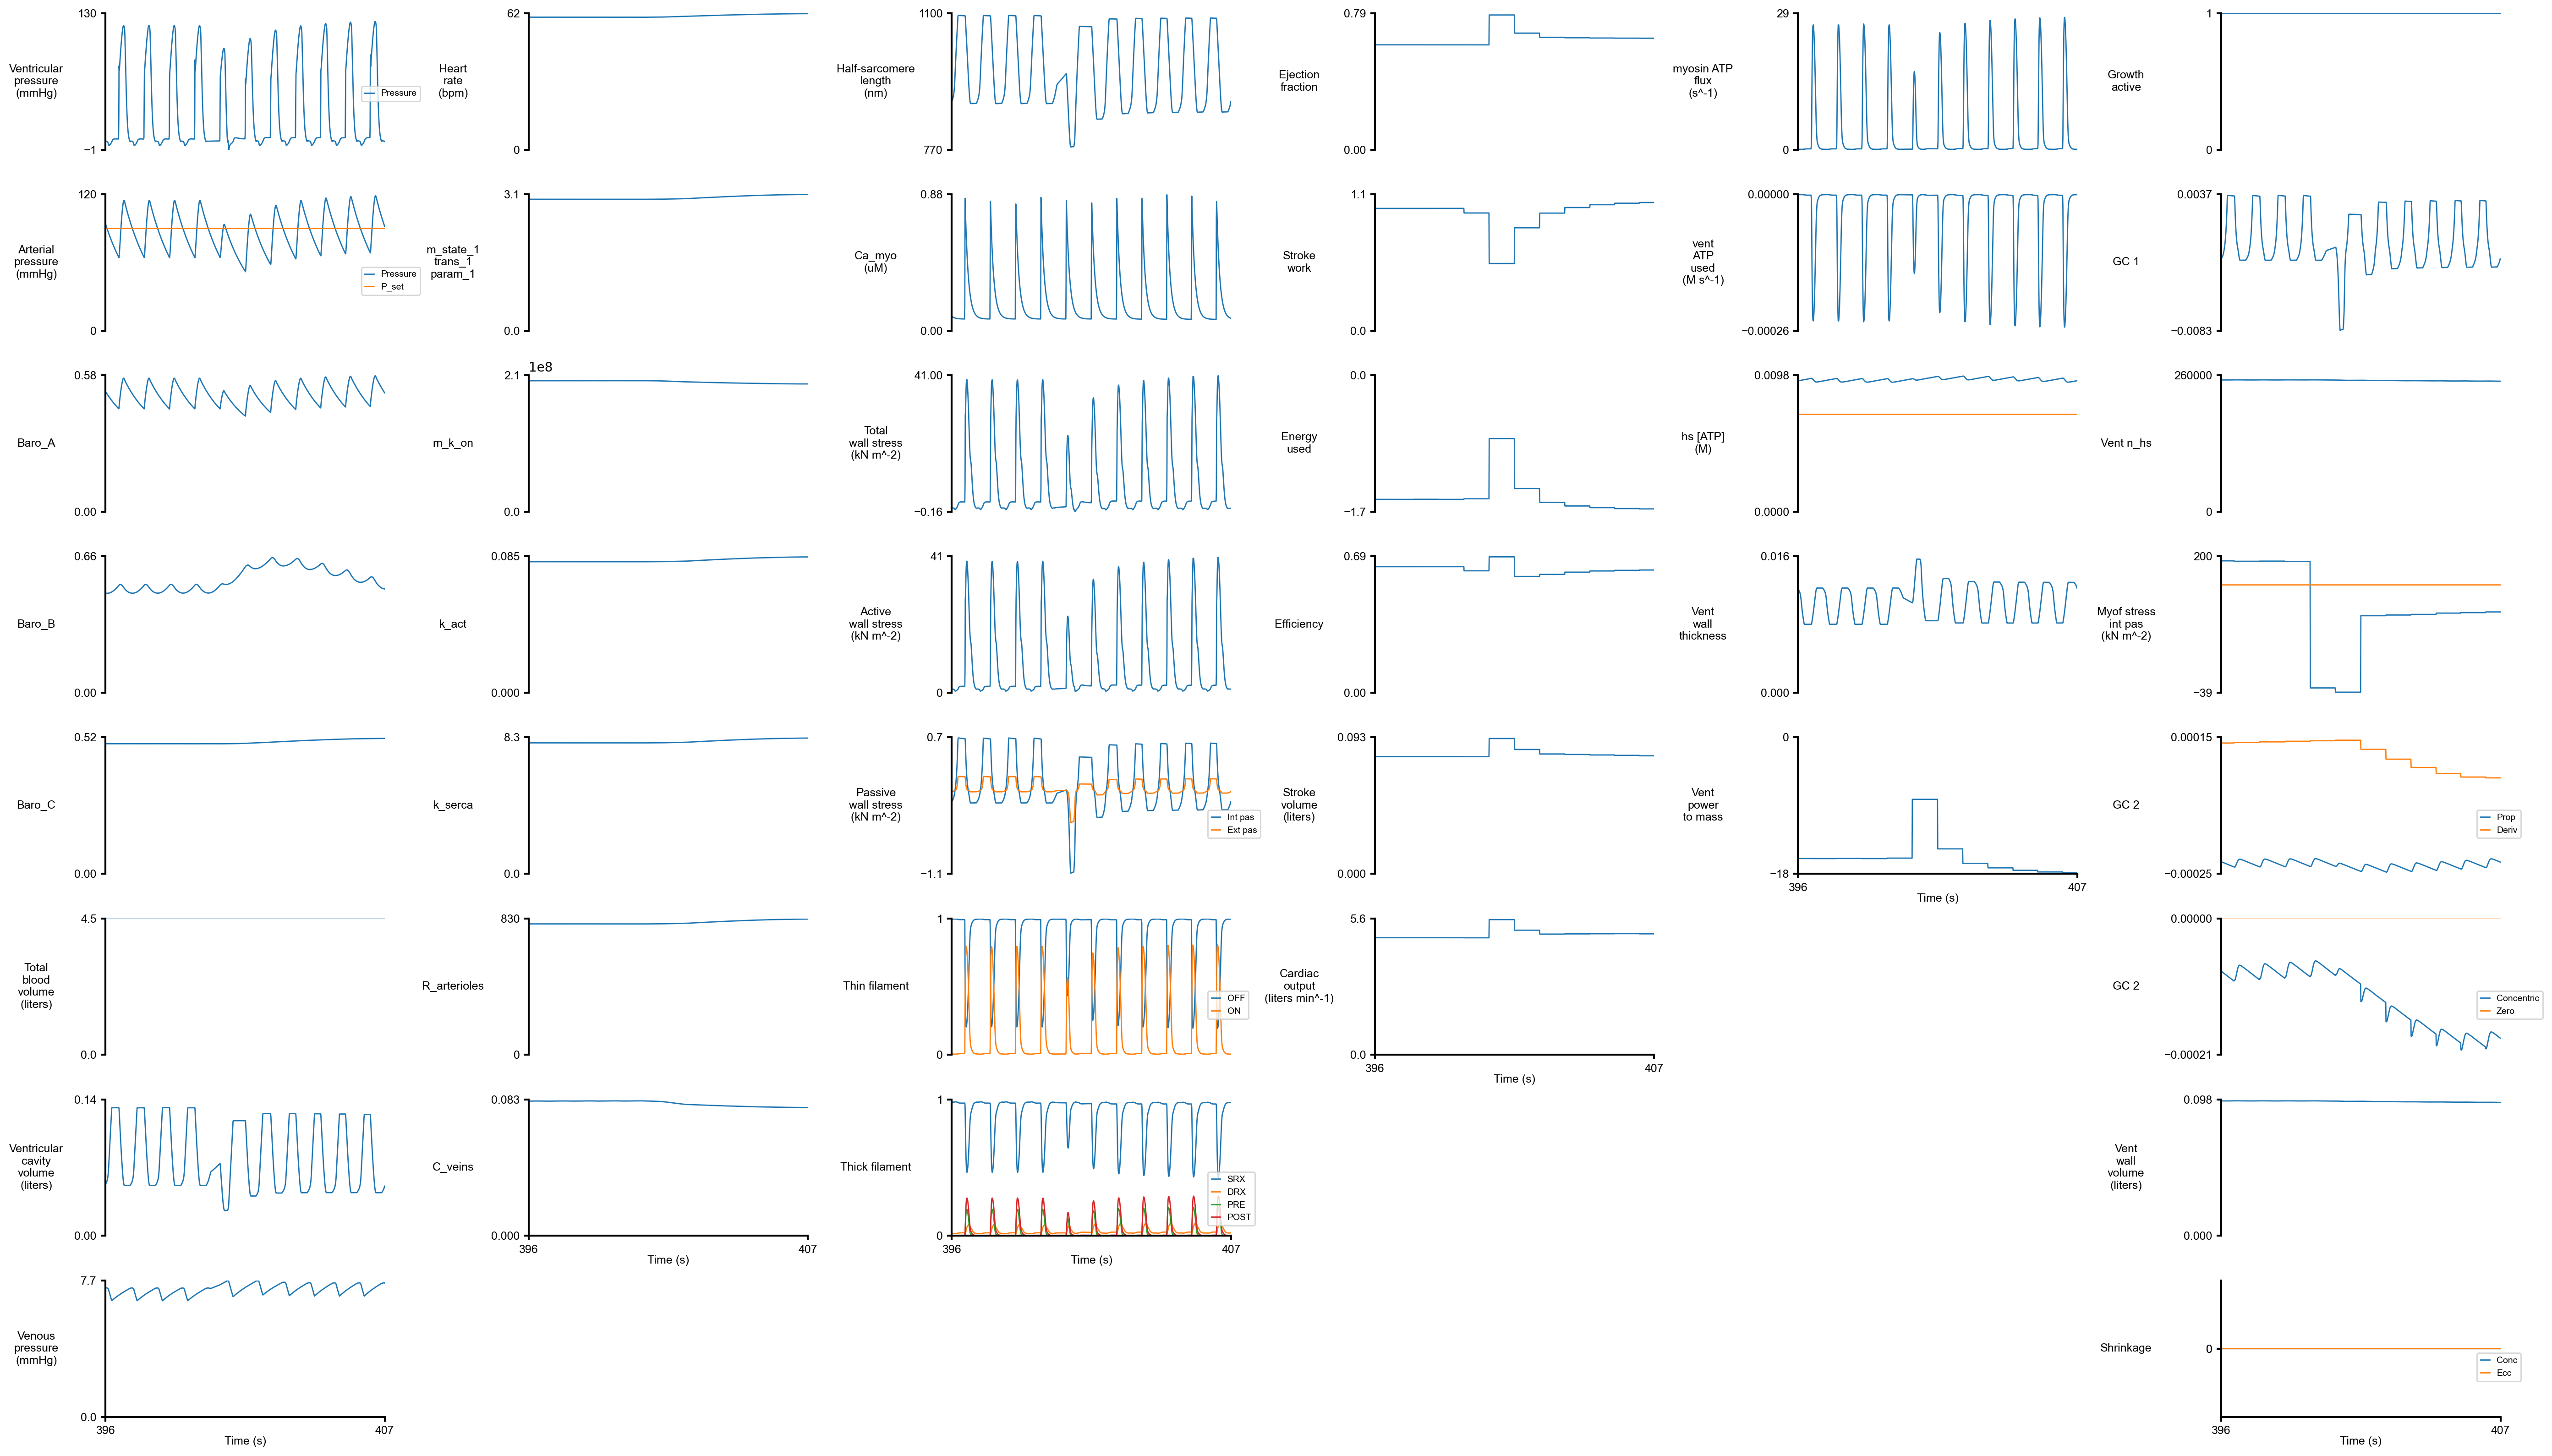 130
Ventricular
pressure
(mmHg)
−1
Pressure
120
Arterial
pressure
(mmHg)
0
Pressure
P_set
0.58
Baro_A
0.00
0.66
Baro_B
0.00
0.52
Baro_C
0.00
4.5
Total
blood
volume
(liters)
0.0
0.14
Ventricular
cavity
volume
(liters)
0.00
7.7
Venous
pressure
(mmHg)
0.0
396
407
Time (s)
62
Heart
rate
(bpm)
0
3.1
m_state_1
trans_1
param_1
0.0
1e8
2.1
m_k_on
0.0
0.085
k_act
0.000
8.3
k_serca
0.0
830
R_arterioles
0
0.083
C_veins
0.000
396
407
Time (s)
1100
Half-sarcomere
length
(nm)
770
0.88
Ca_myo
(uM)
0.00
41.00
Total
wall stress
(kN m^-2)
−0.16
41
Active
wall stress
(kN m^-2)
0
0.7
Passive
wall stress
(kN m^-2)
−1.1
Int pas
Ext pas
1
Thin filament
0
OFF
ON
1
Thick filament
0
SRX
DRX
PRE
POST
396
407
Time (s)
0.79
Ejection
fraction
0.00
1.1
Stroke
work
0.0
0.0
Energy
used
−1.7
0.69
Efficiency
0.00
0.093
Stroke
volume
(liters)
0.000
5.6
Cardiac
output
(liters min^-1)
0.0
396
407
Time (s)
29
myosin ATP
flux
(s^-1)
0
0.00000
vent
ATP
used
(M s^-1)
−0.00026
0.0098
hs [ATP]
(M)
0.0000
0.016
Vent
wall
thickness
0.000
0
Vent
power
to mass
−18
396
407
Time (s)
1
Growth
active
0
0.0037
GC 1
−0.0083
260000
Vent n_hs
0
200
Myof stress
int pas
(kN m^-2)
−39
0.00015
GC 2
−0.00025
Prop
Deriv
0.00000
GC 2
−0.00021
Concentric
Zero
0.098
Vent
wall
volume
(liters)
0.000
Shrinkage
0
Conc
Ecc
396
407
Time (s)